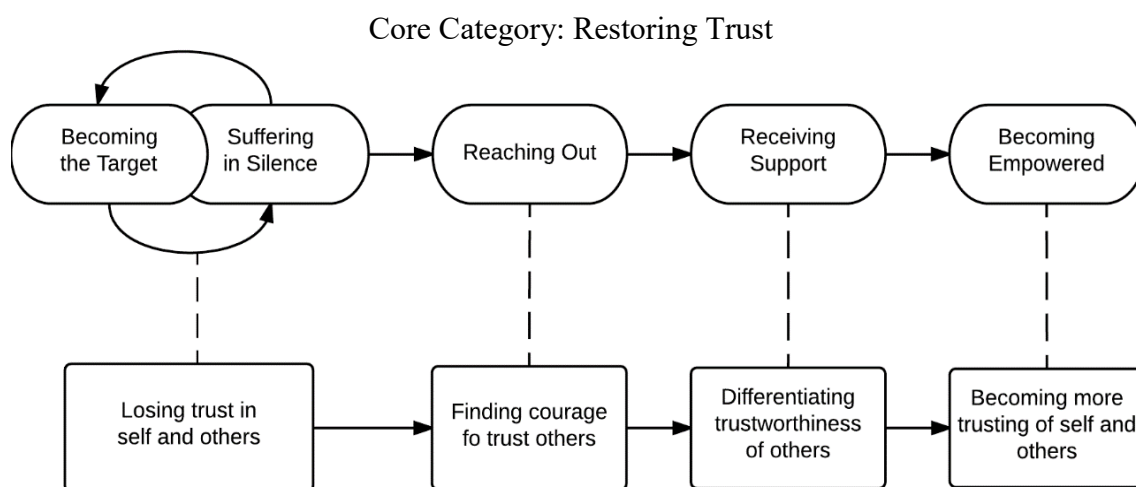 Core Category: Restoring Trust
Becoming
the Target
Suffering
in Silence
Reaching Out
Receiving
Support
Becoming
Empowered
Losing trust in
self and others
Finding courage
fo trust others
Differentiating
trustworthiness
of others
Becoming more
trusting of self and
others